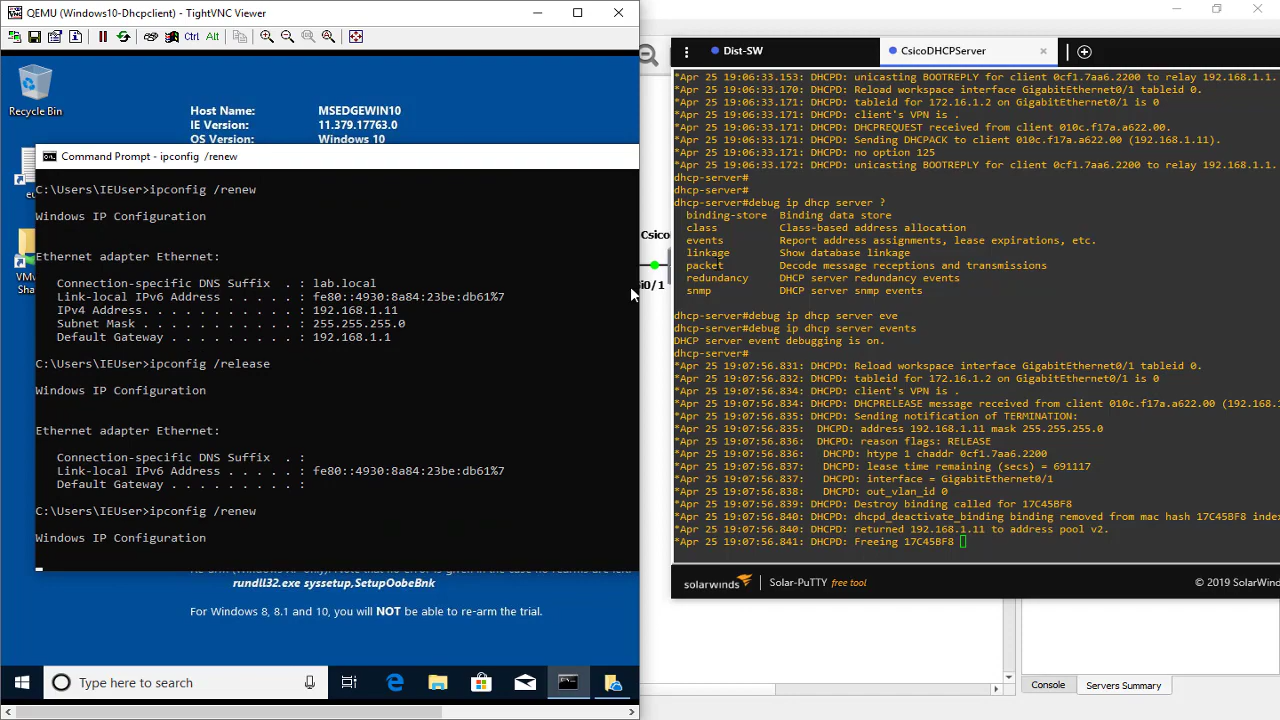 QEMU (Windows10-Dhcpclient) - TightVNC Viewer
Ctrl Alt
Recycle Bin
Host Name: MSEDGEWIN10
IE Version: 11.379.17763.0
OS Version: Windows 10
Command Prompt - ipconfig /renew
C:\Users\IEUser>ipconfig /renew
Windows IP Configuration
Ethernet adapter Ethernet:
Connection-specific DNS Suffix . : lab.local
Link-local IPv6 Address . . . . . : fe80::4930:8a84:23be:db61%7
IPv4 Address. . . . . . . . . . . : 192.168.1.11
Subnet Mask . . . . . . . . . . . : 255.255.255.0
Default Gateway . . . . . . . . . : 192.168.1.1
C:\Users\IEUser>ipconfig /release
Windows IP Configuration
Ethernet adapter Ethernet:
Connection-specific DNS Suffix . :
Link-local IPv6 Address . . . . . : fe80::4930:8a84:23be:db61%7
Default Gateway . . . . . . . . . :
C:\Users\IEUser>ipconfig /renew
Windows IP Configuration
rundll32.exe syssetup,SetupOobeBnk
For Windows 8, 8.1 and 10, you will NOT be able to re-arm the trial.
Type here to search
Csico
i0/1
Dist-SW
CsicoDHCPServer
*Apr 25 19:06:33.153: DHCPD: unicasting BOOTREPLY for client 0cf1.7aa6.2200 to relay 192.168.1.1.
*Apr 25 19:06:33.170: DHCPD: Reload workspace interface GigabitEthernet0/1 tableid 0.
*Apr 25 19:06:33.171: DHCPD: tableid for 172.16.1.2 on GigabitEthernet0/1 is 0
*Apr 25 19:06:33.171: DHCPD: client's VPN is .
*Apr 25 19:06:33.171: DHCPD: DHCPREQUEST received from client 010c.f17a.a622.00.
*Apr 25 19:06:33.171: DHCPD: Sending DHCPACK to client 010c.f17a.a622.00 (192.168.1.11).
*Apr 25 19:06:33.171: DHCPD: no option 125
*Apr 25 19:06:33.172: DHCPD: unicasting BOOTREPLY for client 0cf1.7aa6.2200 to relay 192.168.1.1.
dhcp-server#
dhcp-server#
dhcp-server#debug ip dhcp server ?
binding-store Binding data store
class Class-based address allocation
events Report address assignments, lease expirations, etc.
linkage Show database linkage
packet Decode message receptions and transmissions
redundancy DHCP server redundancy events
snmp DHCP server snmp events
dhcp-server#debug ip dhcp server eve
dhcp-server#debug ip dhcp server events
DHCP server event debugging is on.
dhcp-server#
*Apr 25 19:07:56.831: DHCPD: Reload workspace interface GigabitEthernet0/1 tableid 0.
*Apr 25 19:07:56.832: DHCPD: tableid for 172.16.1.2 on GigabitEthernet0/1 is 0
*Apr 25 19:07:56.834: DHCPD: client's VPN is .
*Apr 25 19:07:56.834: DHCPD: DHCPRELEASE message received from client 010c.f17a.a622.00 (192.168.1
*Apr 25 19:07:56.835: DHCPD: Sending notification of TERMINATION:
*Apr 25 19:07:56.835: DHCPD: address 192.168.1.11 mask 255.255.255.0
*Apr 25 19:07:56.836: DHCPD: reason flags: RELEASE
*Apr 25 19:07:56.836: DHCPD: htype 1 chaddr 0cf1.7aa6.2200
*Apr 25 19:07:56.837: DHCPD: lease time remaining (secs) = 691117
*Apr 25 19:07:56.837: DHCPD: interface = GigabitEthernet0/1
*Apr 25 19:07:56.838: DHCPD: out_vlan_id 0
*Apr 25 19:07:56.839: DHCPD: Destroy binding called for 17C45BF8
*Apr 25 19:07:56.840: DHCPD: dhcpd_deactivate_binding binding removed from mac hash 17C45BF8 index
*Apr 25 19:07:56.840: DHCPD: returned 192.168.1.11 to address pool v2.
*Apr 25 19:07:56.841: DHCPD: Freeing 17C45BF8
solarwinds
Solar-PuTTY free tool
© 2019 SolarWin
Console
Servers Summary